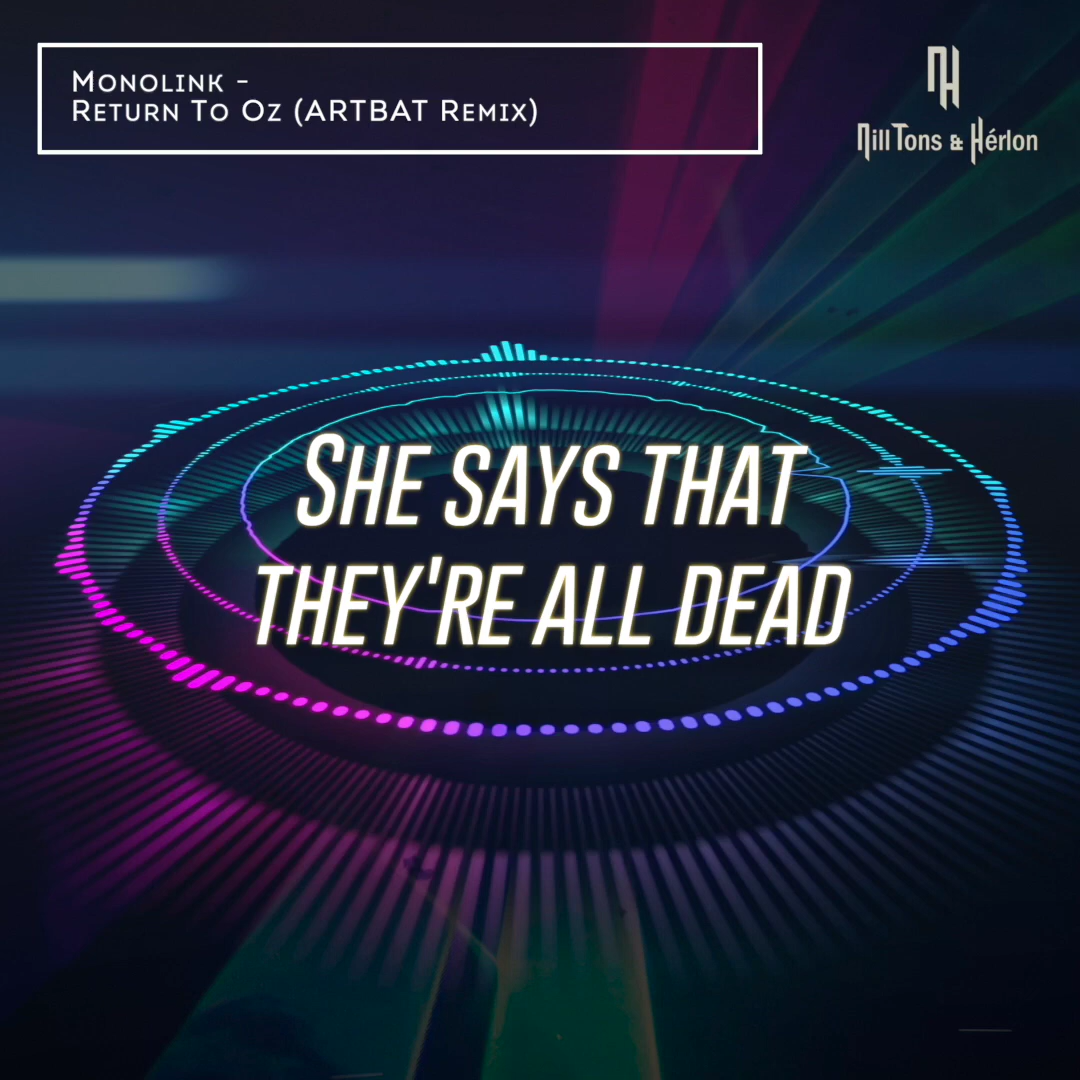 Monolink -
Return To Oz (ARTBAT Remix)
NH
Nill Tons & Hérlon
She says that
they're all dead